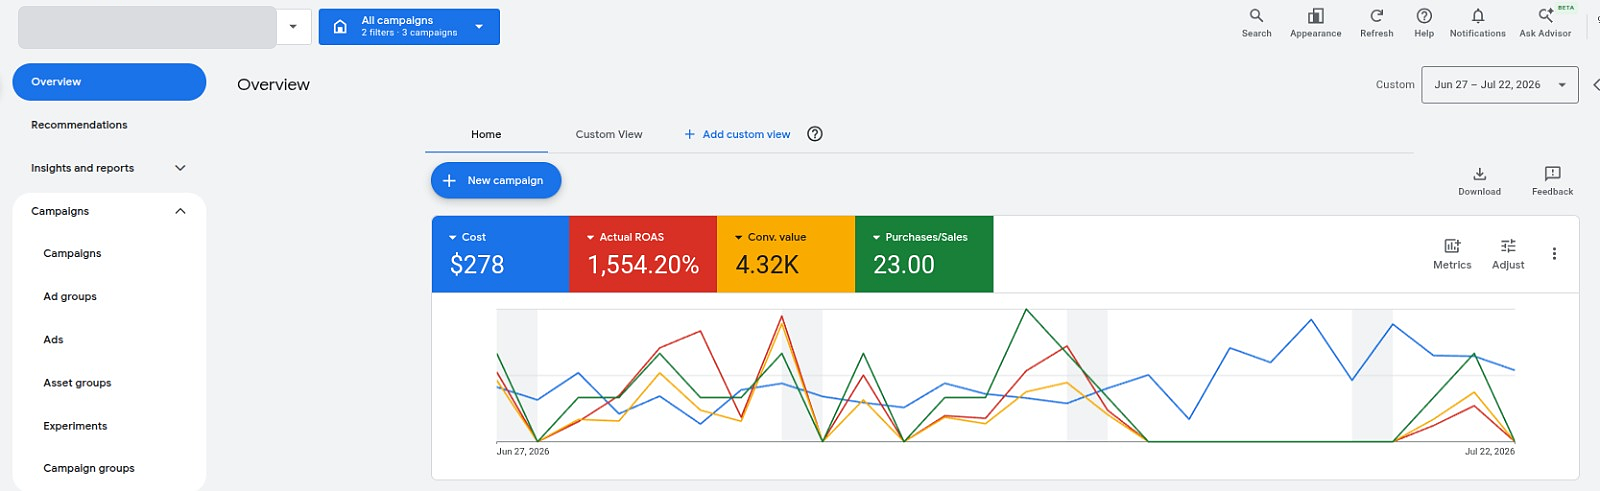 All campaigns
2 filters · 3 campaigns
Search
Appearance
Refresh
Help
Notifications
BETA
Ask Advisor
Overview
Recommendations
Insights and reports
Campaigns
Campaigns
Ad groups
Ads
Asset groups
Experiments
Campaign groups
Overview
Custom
Jun 27 – Jul 22, 2026
Home
Custom View
+ Add custom view
+ New campaign
Download
Feedback
Cost
$278
Actual ROAS
1,554.20%
Conv. value
4.32K
Purchases/Sales
23.00
Metrics
Adjust
Jun 27, 2026
Jul 22, 2026